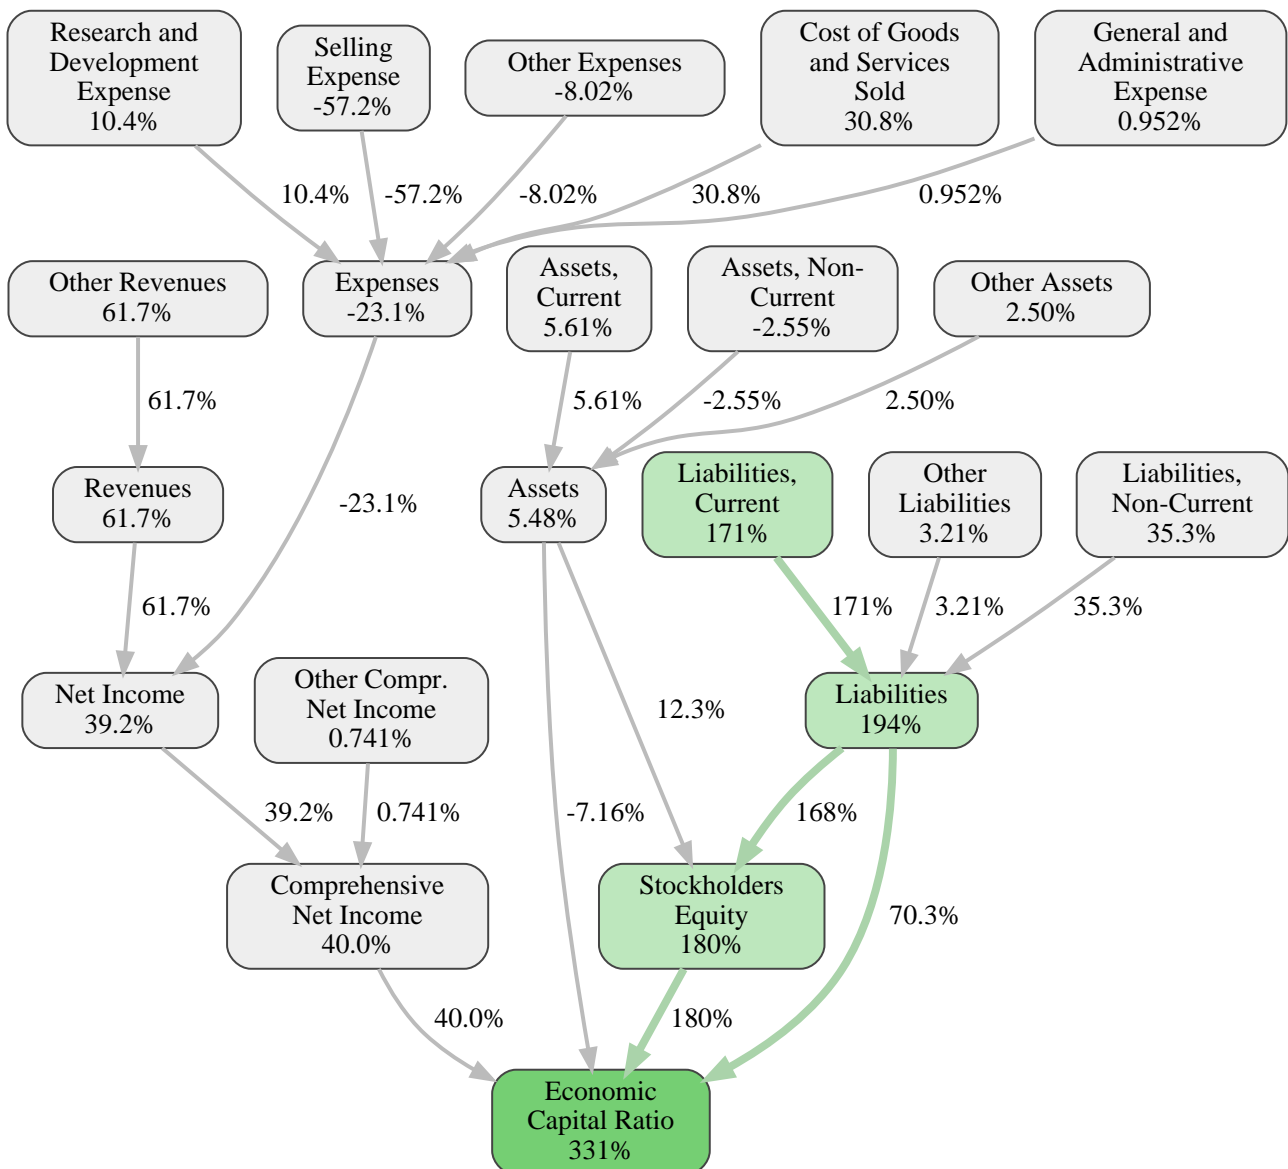 Research and
Development
Expense
10.4%
Selling
Expense
-57.2%
Other Expenses
-8.02%
Cost of Goods
and Services
Sold
30.8%
General and
Administrative
Expense
0.952%
10.4%
-57.2%
-8.02%
30.8%
0.952%
Other Revenues
61.7%
Expenses
-23.1%
Assets,
Current
5.61%
Assets, Non-
Current
-2.55%
Other Assets
2.50%
61.7%
5.61%
-2.55%
2.50%
Revenues
61.7%
-23.1%
Assets
5.48%
Liabilities,
Current
171%
Other
Liabilities
3.21%
Liabilities,
Non-Current
35.3%
61.7%
171%
3.21%
35.3%
Net Income
39.2%
Other Compr.
Net Income
0.741%
12.3%
Liabilities
194%
39.2%
0.741%
-7.16%
168%
Comprehensive
Net Income
40.0%
Stockholders
Equity
180%
70.3%
40.0%
180%
Economic
Capital Ratio
331%